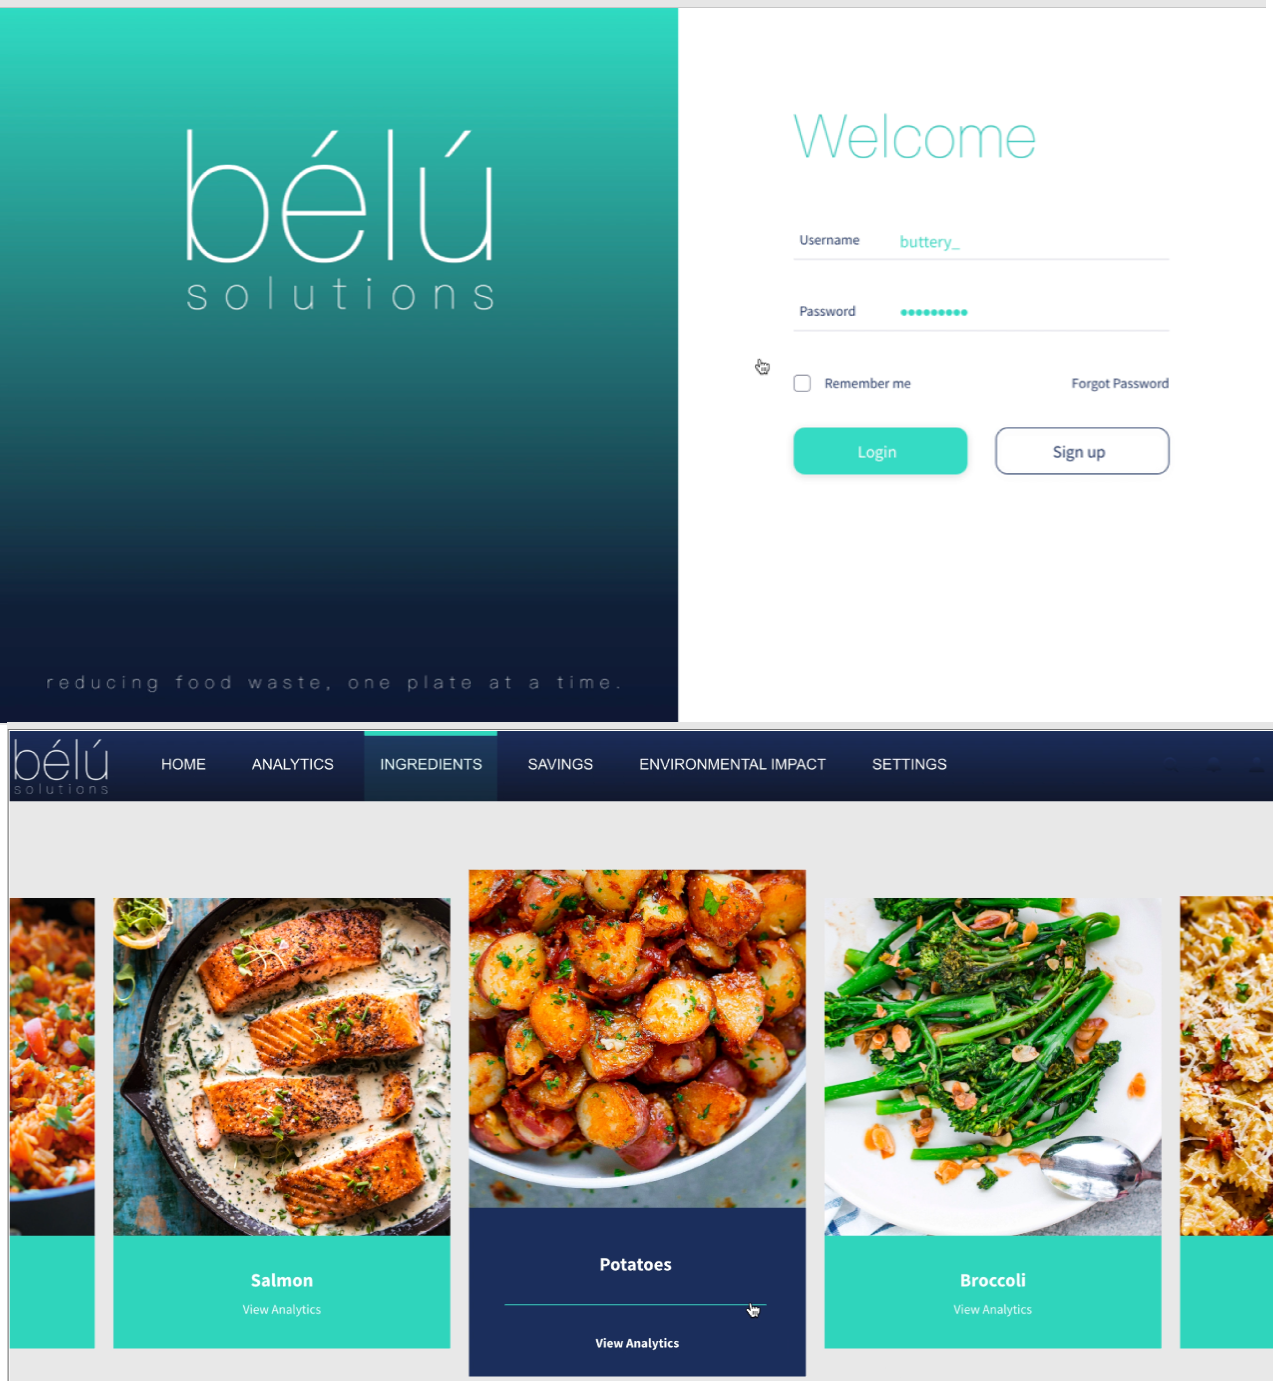 bélú
solutions
reducing food waste, one plate at a time.
Welcome
Username buttery_
Password •••••••••
Remember me Forgot Password
Login Sign up
bélú
solutions
HOME ANALYTICS INGREDIENTS SAVINGS ENVIRONMENTAL IMPACT SETTINGS
Salmon
View Analytics
Potatoes
View Analytics
Broccoli
View Analytics